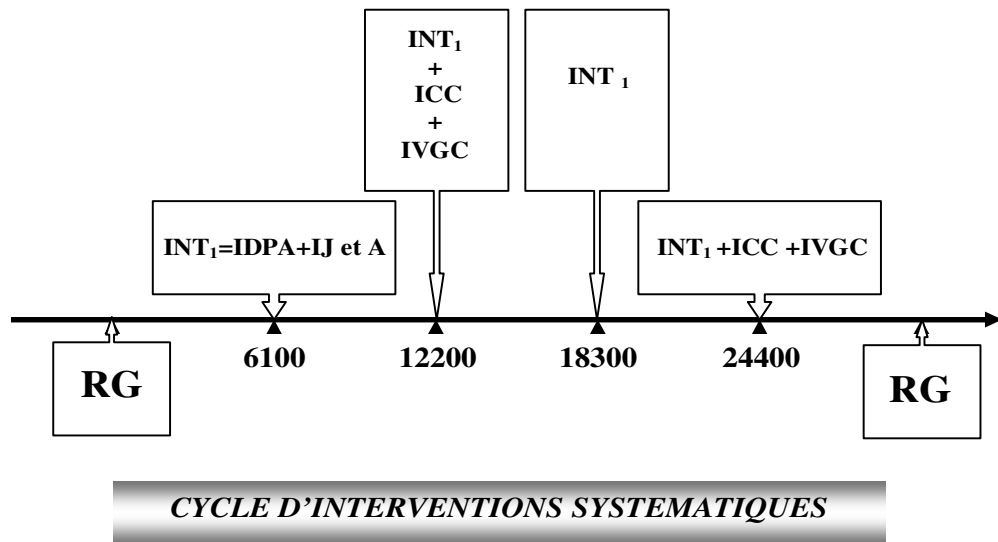 INT₁
+
ICC
+
IVGC
INT ₁
INT₁=IDPA+IJ et A
INT₁ +ICC +IVGC
6100
12200
18300
24400
RG
RG
CYCLE D'INTERVENTIONS SYSTEMATIQUES